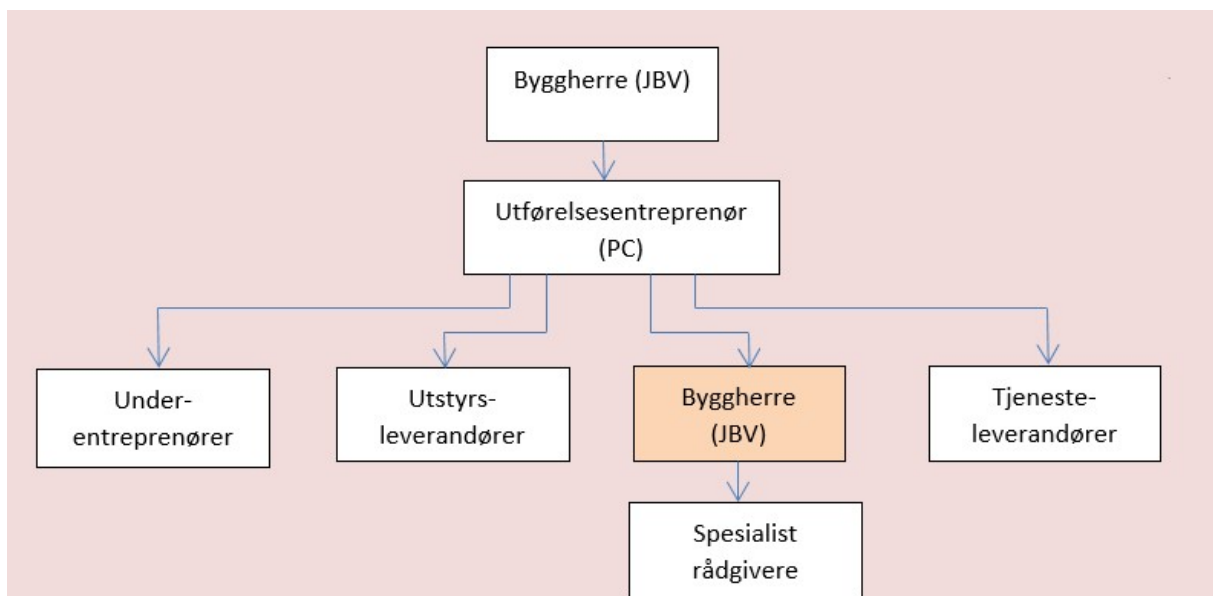 Byggherre (JBV)
Utførelsesentreprenør
(PC)
Under-
entreprenører
Utstyrs-
leverandører
Byggherre
(JBV)
Tjeneste-
leverandører
Spesialist
rådgivere